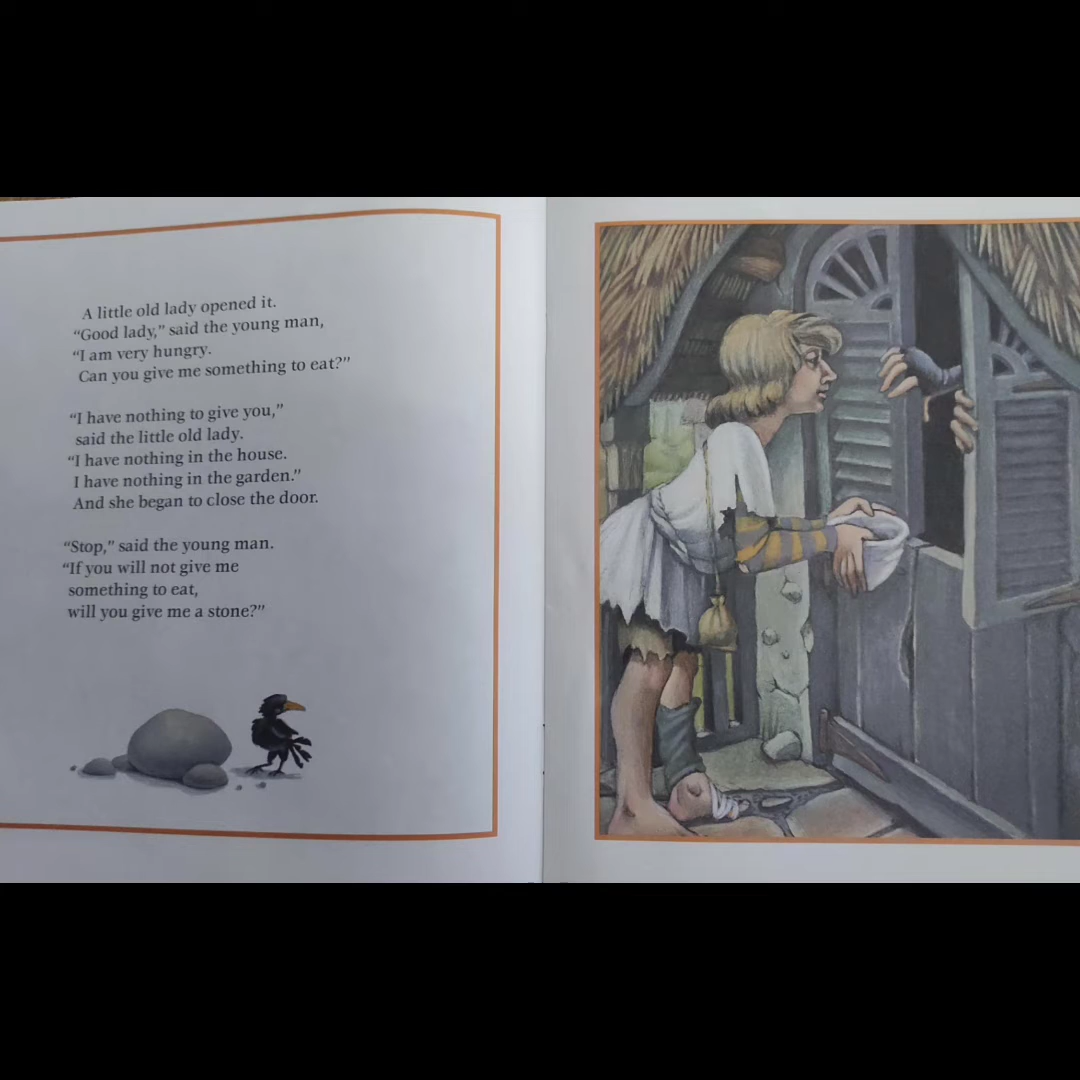 A little old lady opened it.
“Good lady,” said the young man,
“I am very hungry.
Can you give me something to eat?”
“I have nothing to give you,”
said the little old lady.
“I have nothing in the house.
I have nothing in the garden.”
And she began to close the door.
“Stop,” said the young man.
“If you will not give me
something to eat,
will you give me a stone?”